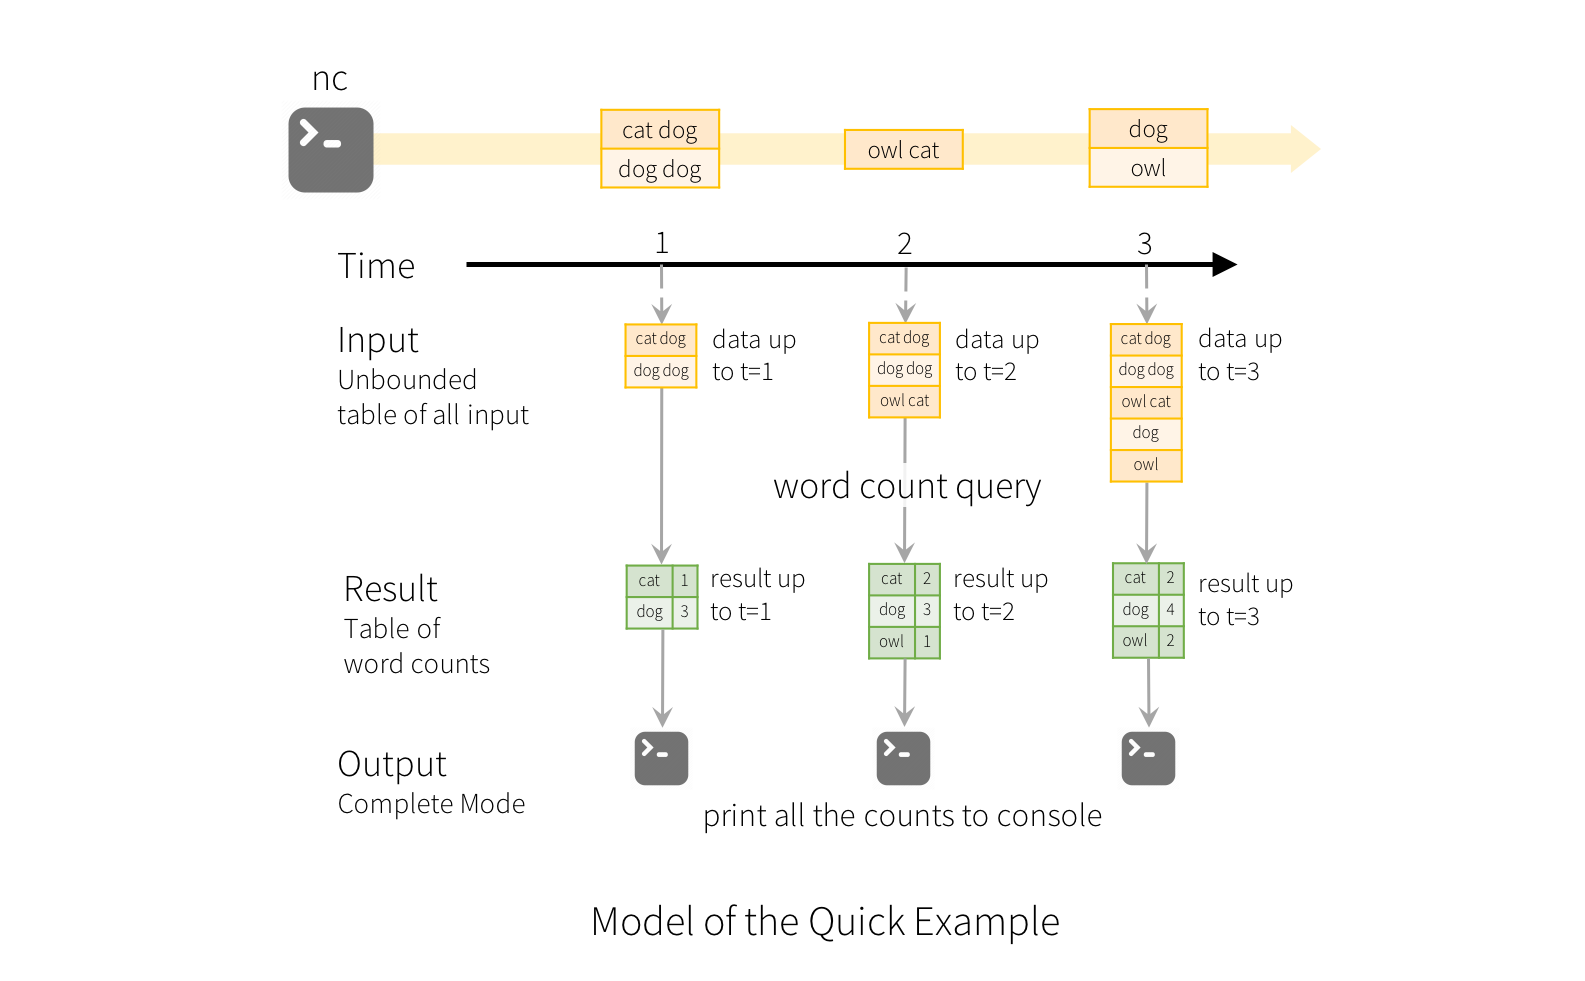 nc
cat dog
dog dog
owl cat
dog
owl
Time
1
2
3
Input
Unbounded
table of all input
cat dog
dog dog
data up
to t=1
cat dog
dog dog
owl cat
data up
to t=2
cat dog
dog dog
owl cat
dog
owl
data up
to t=3
word count query
Result
Table of
word counts
cat 1
dog 3
result up
to t=1
cat 2
dog 3
owl 1
result up
to t=2
cat 2
dog 4
owl 2
result up
to t=3
Output
Complete Mode
print all the counts to console
Model of the Quick Example